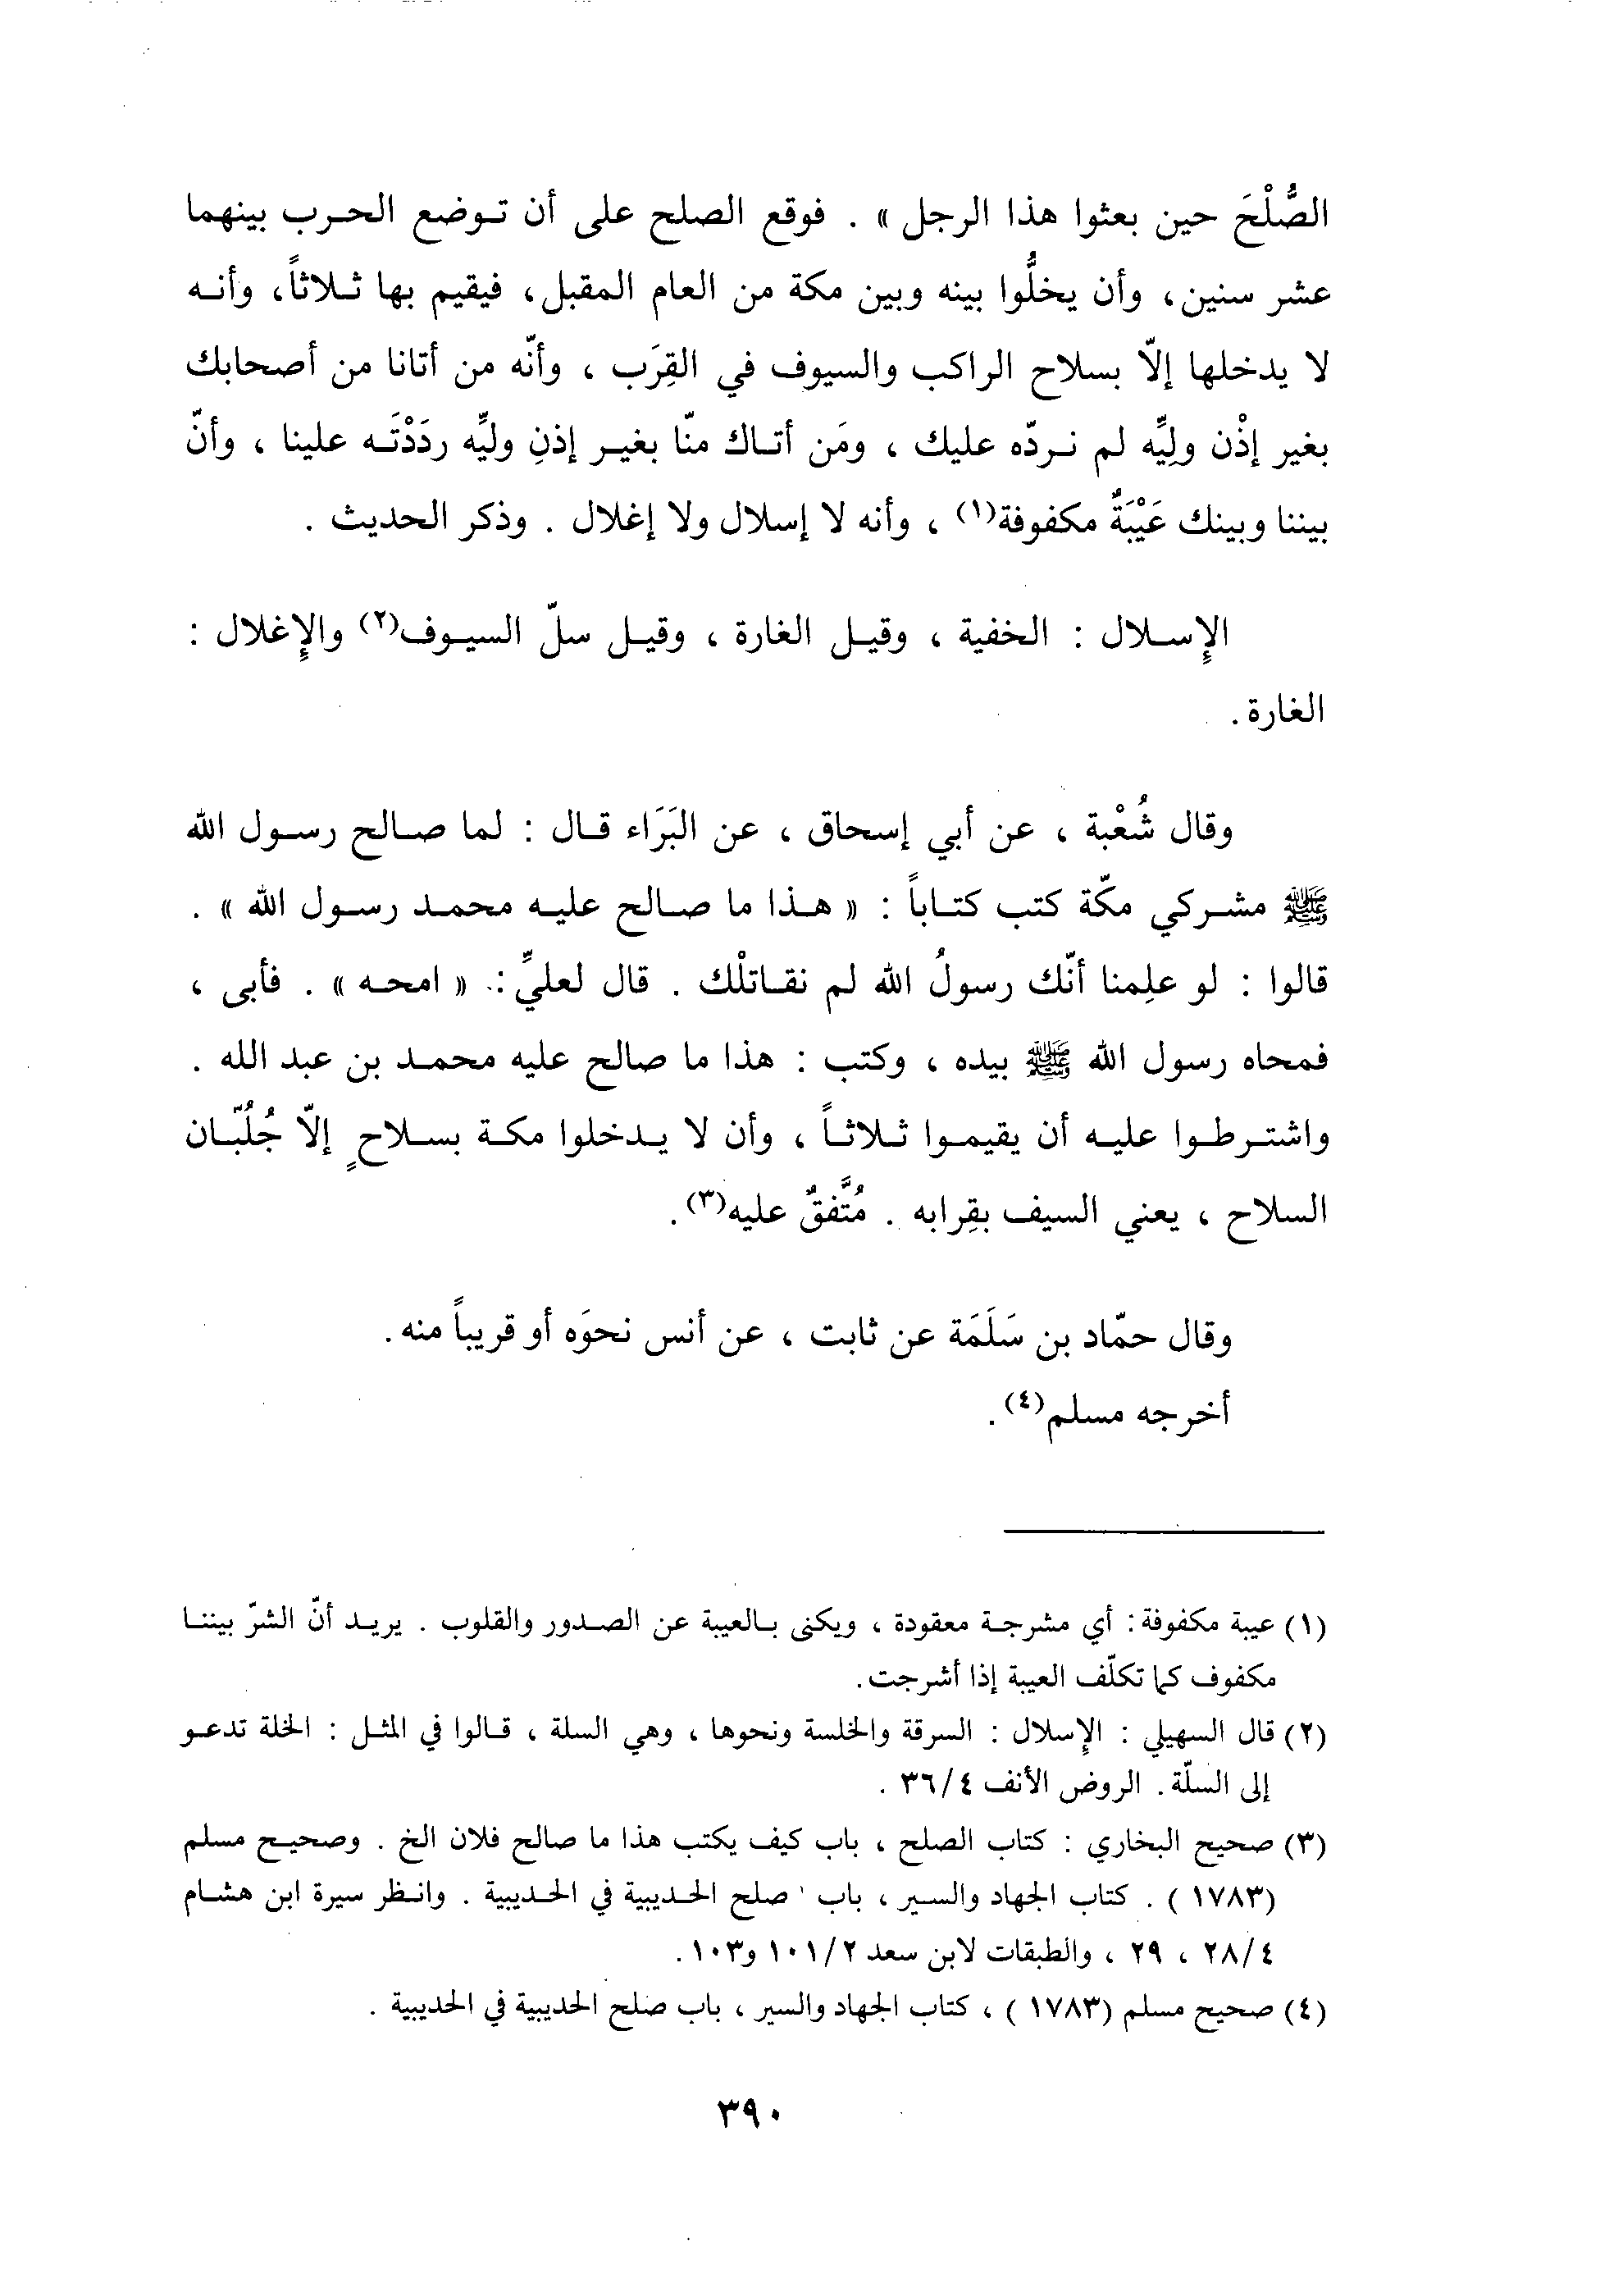 الصُّلْحَ حين بعثوا هذا الرجل » . فوقع الصلح على أن توضع الحرب بينهما
عشر سنين، وأن يخلُّوا بينه وبين مكة من العام المقبل، فيقيم بها ثلاثاً، وأنه
لا يدخلها إلّا بسلاح الراكب والسيوف في القِرَب ، وأنّه من أتانا من أصحابك
بغير إذْن ولِيِّه لم نردّه عليك ، ومَن أتاك منّا بغير إذنِ وليِّه ردَدْتَه علينا ، وأنّ
بيننا وبينك عَيْبَةٌ مكفوفة(١) ، وأنه لا إسلال ولا إغلال . وذكر الحديث .
الإسلال : الخفية ، وقيل الغارة ، وقيل سلّ السيوف(٢) والإغلال :
الغارة .
وقال شُعْبة ، عن أبي إسحاق ، عن البَرَاء قال : لما صالح رسول الله
ﷺ مشركي مكّة كتب كتاباً : « هذا ما صالح عليه محمد رسول الله » .
قالوا : لو علِمنا أنّك رسولُ الله لم نقاتلْك . قال لعليٍّ : « امحه » . فأبى ،
فمحاه رسول الله ﷺ بيده ، وكتب : هذا ما صالح عليه محمد بن عبد الله .
واشترطوا عليه أن يقيموا ثلاثاً ، وأن لا يدخلوا مكة بسلاحٍ إلّا جُلُبّان
السلاح ، يعني السيف بقِرابه . مُتَّفقٌ عليه(٣).
وقال حمّاد بن سَلَمَة عن ثابت ، عن أنس نحوَه أو قريباً منه .
أخرجه مسلم(٤) .
(١) عيبة مكفوفة : أي مشرجة معقودة ، ويكنى بالعيبة عن الصدور والقلوب . يريد أنّ الشرّ بيننا
مكفوف كما تكلّف العيبة إذا أشرجت .
(٢) قال السهيلي : الإسلال : السرقة والخلسة ونحوها ، وهي السلة ، قالوا في المثل : الخلة تدعو
إلى السلّة . الروض الأنف ٣٦/٤ .
(٣) صحيح البخاري : كتاب الصلح ، باب كيف يكتب هذا ما صالح فلان الخ . وصحيح مسلم
(١٧٨٣ ) . كتاب الجهاد والسير ، باب صلح الحديبية في الحديبية . وانظر سيرة ابن هشام
٢٨/٤ ، ٢٩ ، والطبقات لابن سعد ١٠١/٢ و١٠٣ .
(٤) صحيح مسلم (١٧٨٣ ) ، كتاب الجهاد والسير ، باب صلح الحديبية في الحديبية .
٣٩٠